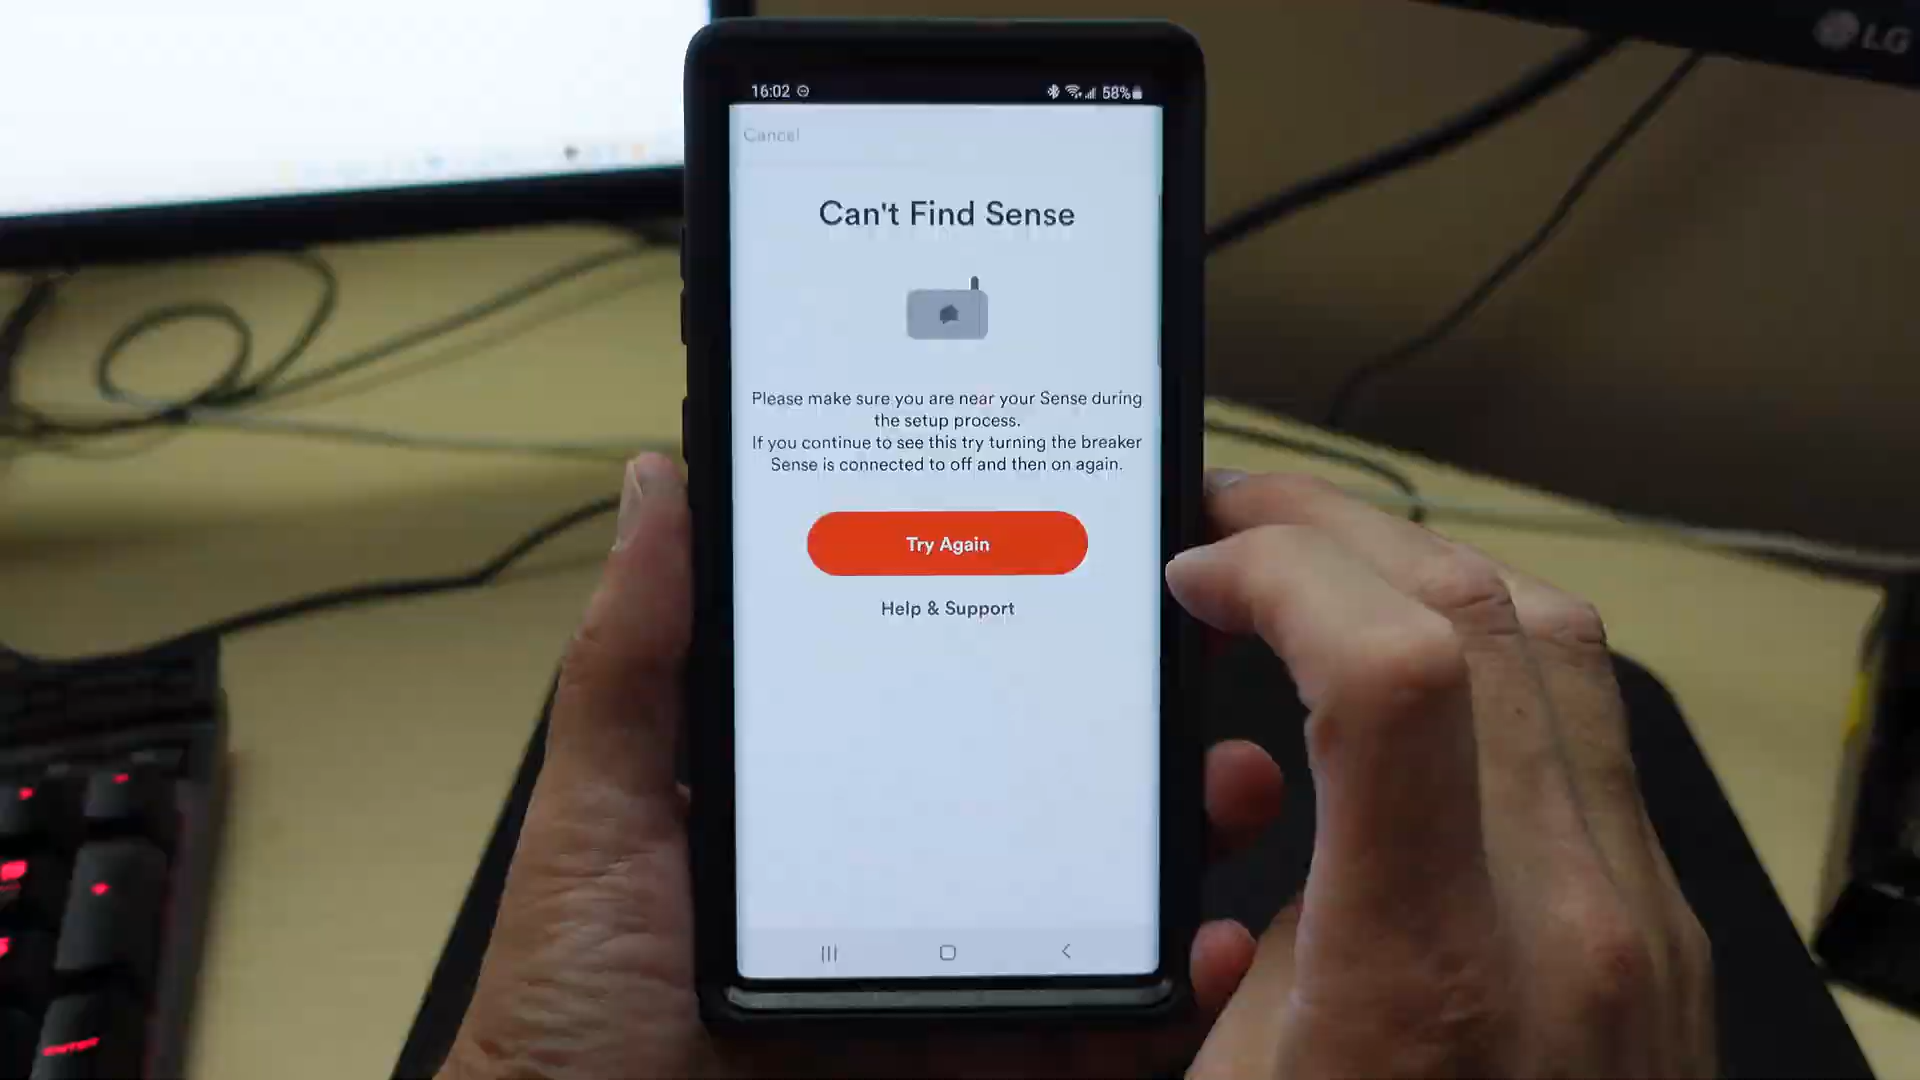 LG
16:02 58%
Cancel
Can't Find Sense
Please make sure you are near your Sense during
the setup process.
If you continue to see this try turning the breaker
Sense is connected to off and then on again.
Try Again
Help & Support
ENTER